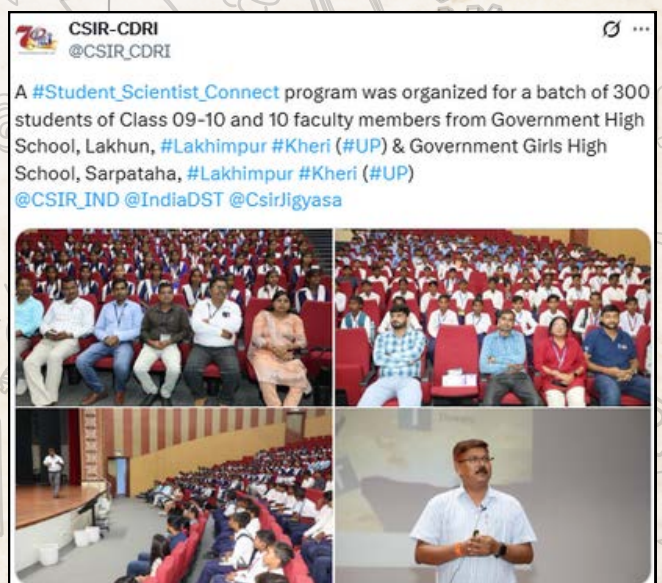 CSIR-CDRI
@CSIR_CDRI
A #Student_Scientist_Connect program was organized for a batch of 300
students of Class 09-10 and 10 faculty members from Government High
School, Lakhun, #Lakhimpur #Kheri (#UP) & Government Girls High
School, Sarpataha, #Lakhimpur #Kheri (#UP)
@CSIR_IND @IndiaDST @CsirJigyasa